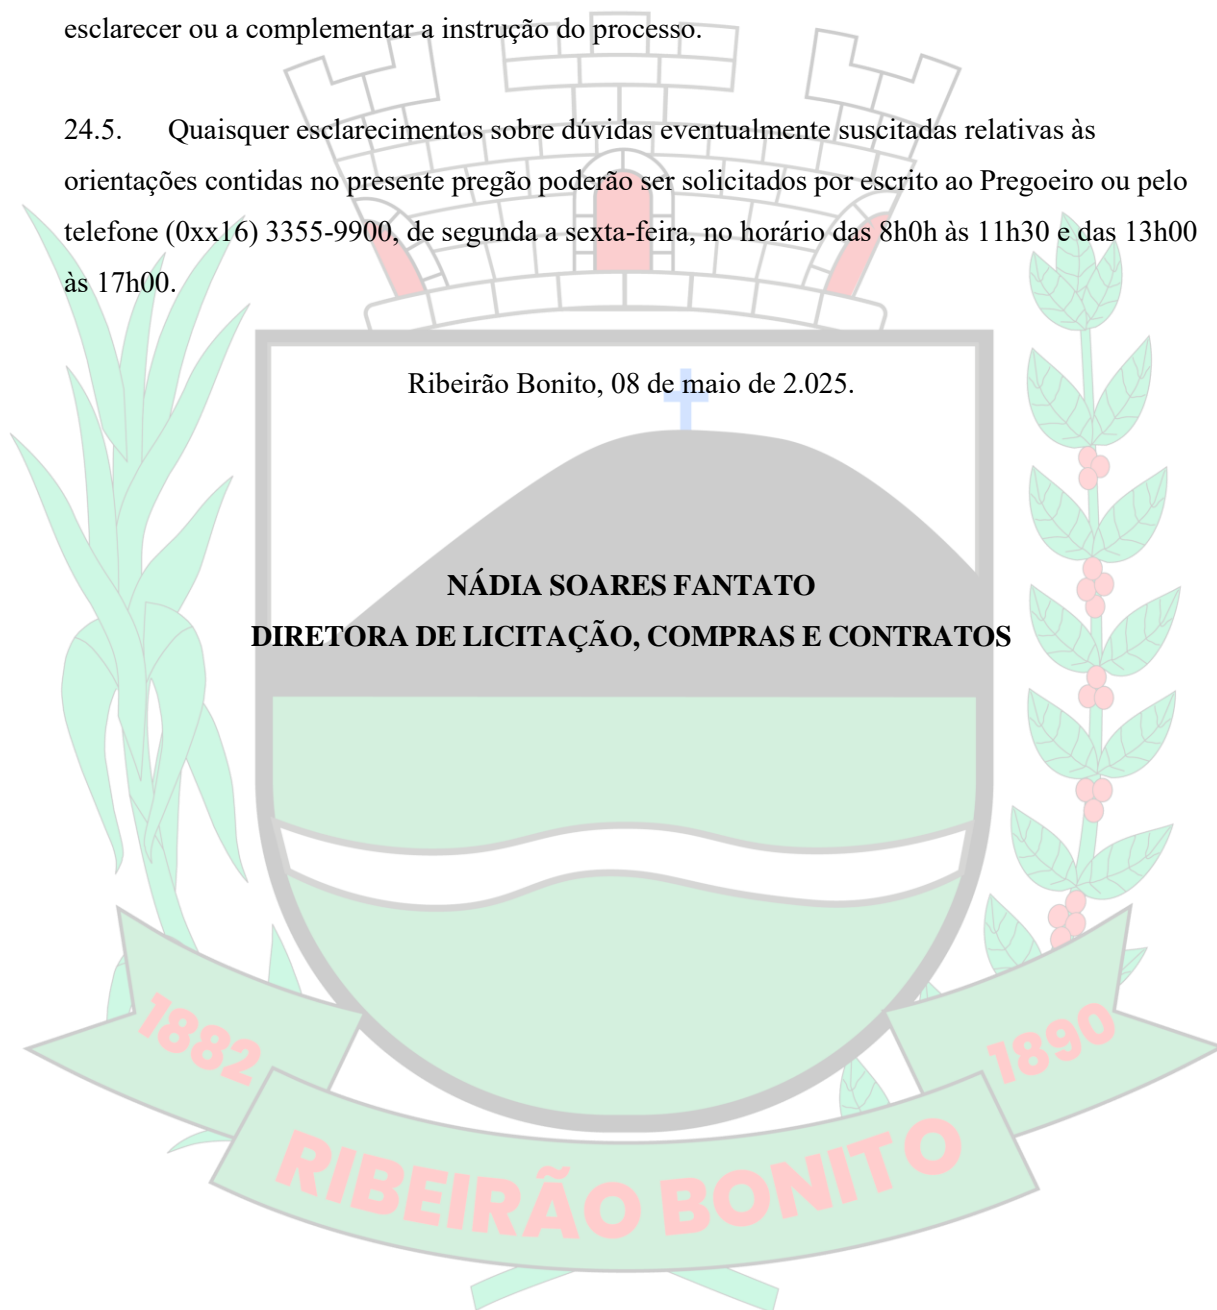 esclarecer ou a complementar a instrução do processo.
24.5. Quaisquer esclarecimentos sobre dúvidas eventualmente suscitadas relativas às
orientações contidas no presente pregão poderão ser solicitados por escrito ao Pregoeiro ou pelo
telefone (0xx16) 3355-9900, de segunda a sexta-feira, no horário das 8h0h às 11h30 e das 13h00
às 17h00.
Ribeirão Bonito, 08 de maio de 2.025.
NÁDIA SOARES FANTATO
DIRETORA DE LICITAÇÃO, COMPRAS E CONTRATOS
1882
1890
RIBEIRÃO BONITO